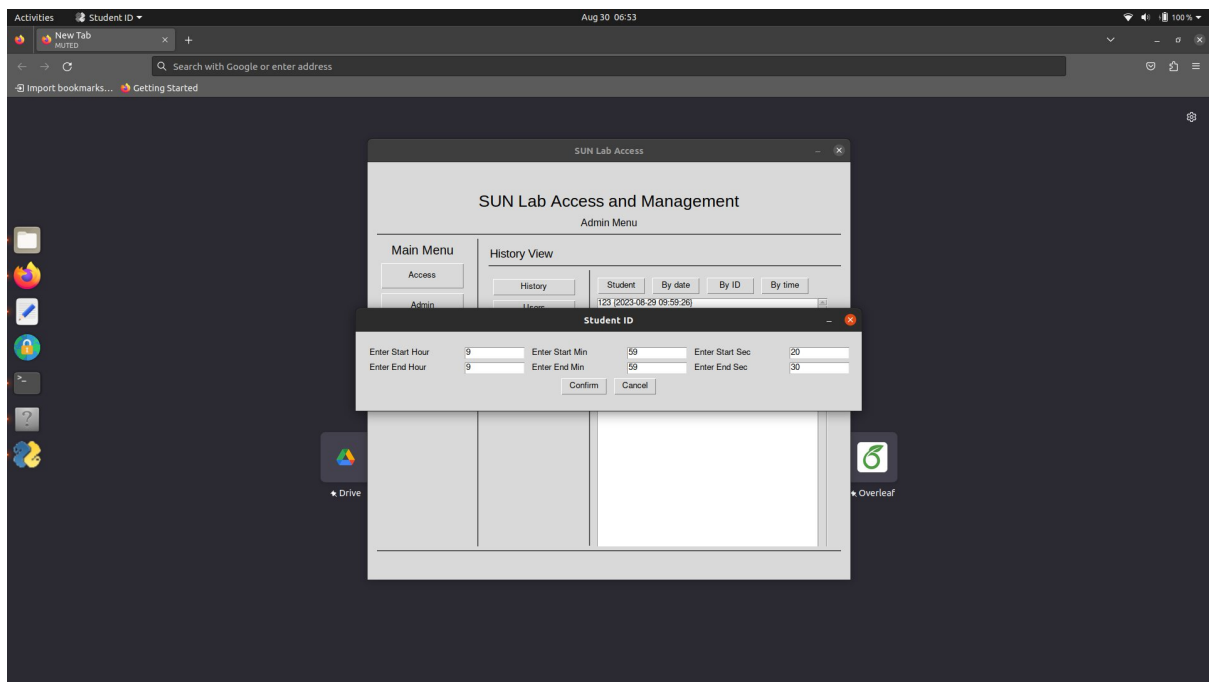 Activities Student ID Aug 30 06:53 100 %
New Tab
MUTED
Search with Google or enter address
Import bookmarks... Getting Started
SUN Lab Access
SUN Lab Access and Management
Admin Menu
Main Menu History View
Access History Student By date By ID By time
Admin Users 123 {2023-08-29 09:59:26}
Student ID
Enter Start Hour 9 Enter Start Min 59 Enter Start Sec 20
Enter End Hour 9 Enter End Min 59 Enter End Sec 30
Confirm Cancel
Drive Overleaf